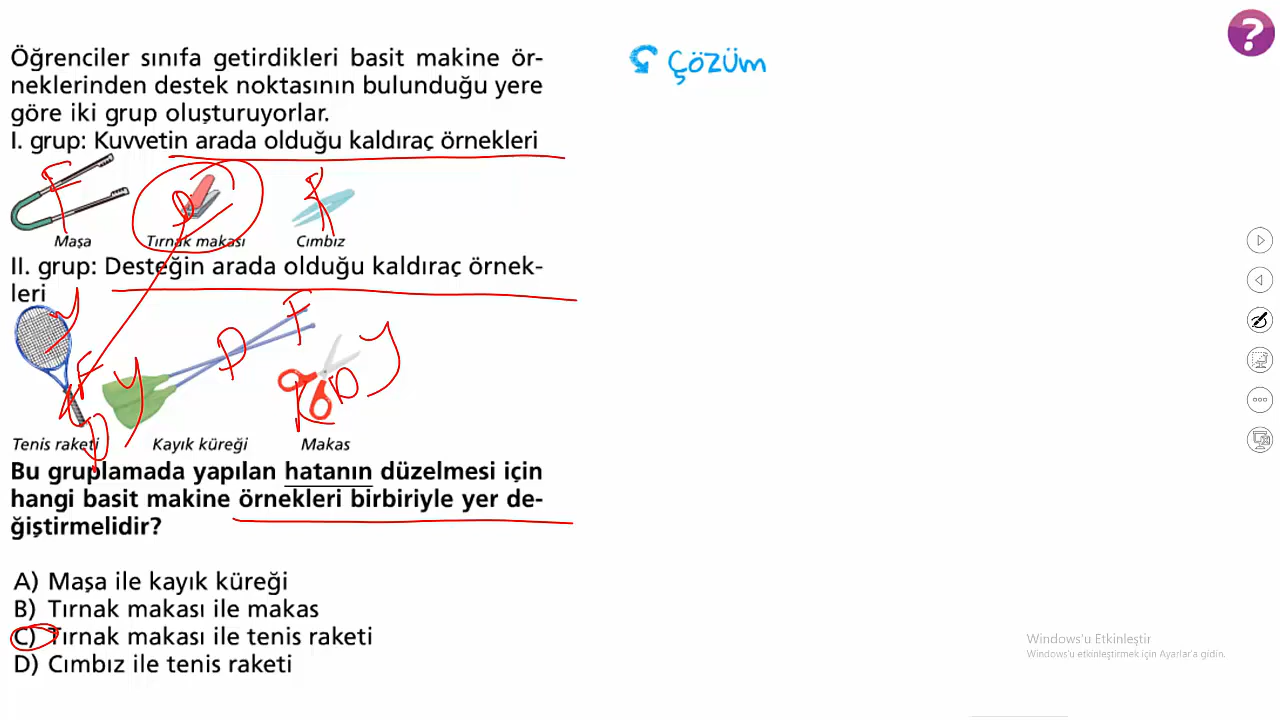 Öğrenciler sınıfa getirdikleri basit makine ör-
neklerinden destek noktasının bulunduğu yere
göre iki grup oluşturuyorlar.
I. grup: Kuvvetin arada olduğu kaldıraç örnekleri
F
D
K
Maşa
Tırnak makası
Cımbız
II. grup: Desteğin arada olduğu kaldıraç örnek-
leri
Y
F
D
Y
D
F
K
D
Y
Tenis raketi
Kayık küreği
Makas
Bu gruplamada yapılan hatanın düzelmesi için
hangi basit makine örnekleri birbiriyle yer de-
ğiştirmelidir?
A) Maşa ile kayık küreği
B) Tırnak makası ile makas
C) Tırnak makası ile tenis raketi
D) Cımbız ile tenis raketi
Çözüm
?
Windows'u Etkinleştir
Windows'u etkinleştirmek için Ayarlar'a gidin.